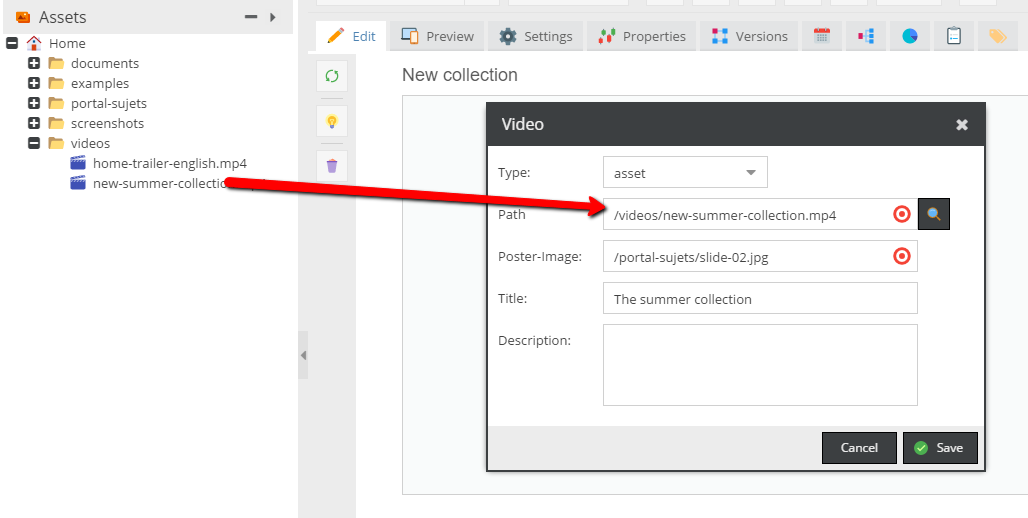 Assets
Home
documents
examples
portal-sujets
screenshots
videos
home-trailer-english.mp4
new-summer-collectio
Edit
Preview
Settings
Properties
Versions
New collection
Video
Type:
asset
Path
/videos/new-summer-collection.mp4
Poster-Image:
/portal-sujets/slide-02.jpg
Title:
The summer collection
Description:
Cancel
Save